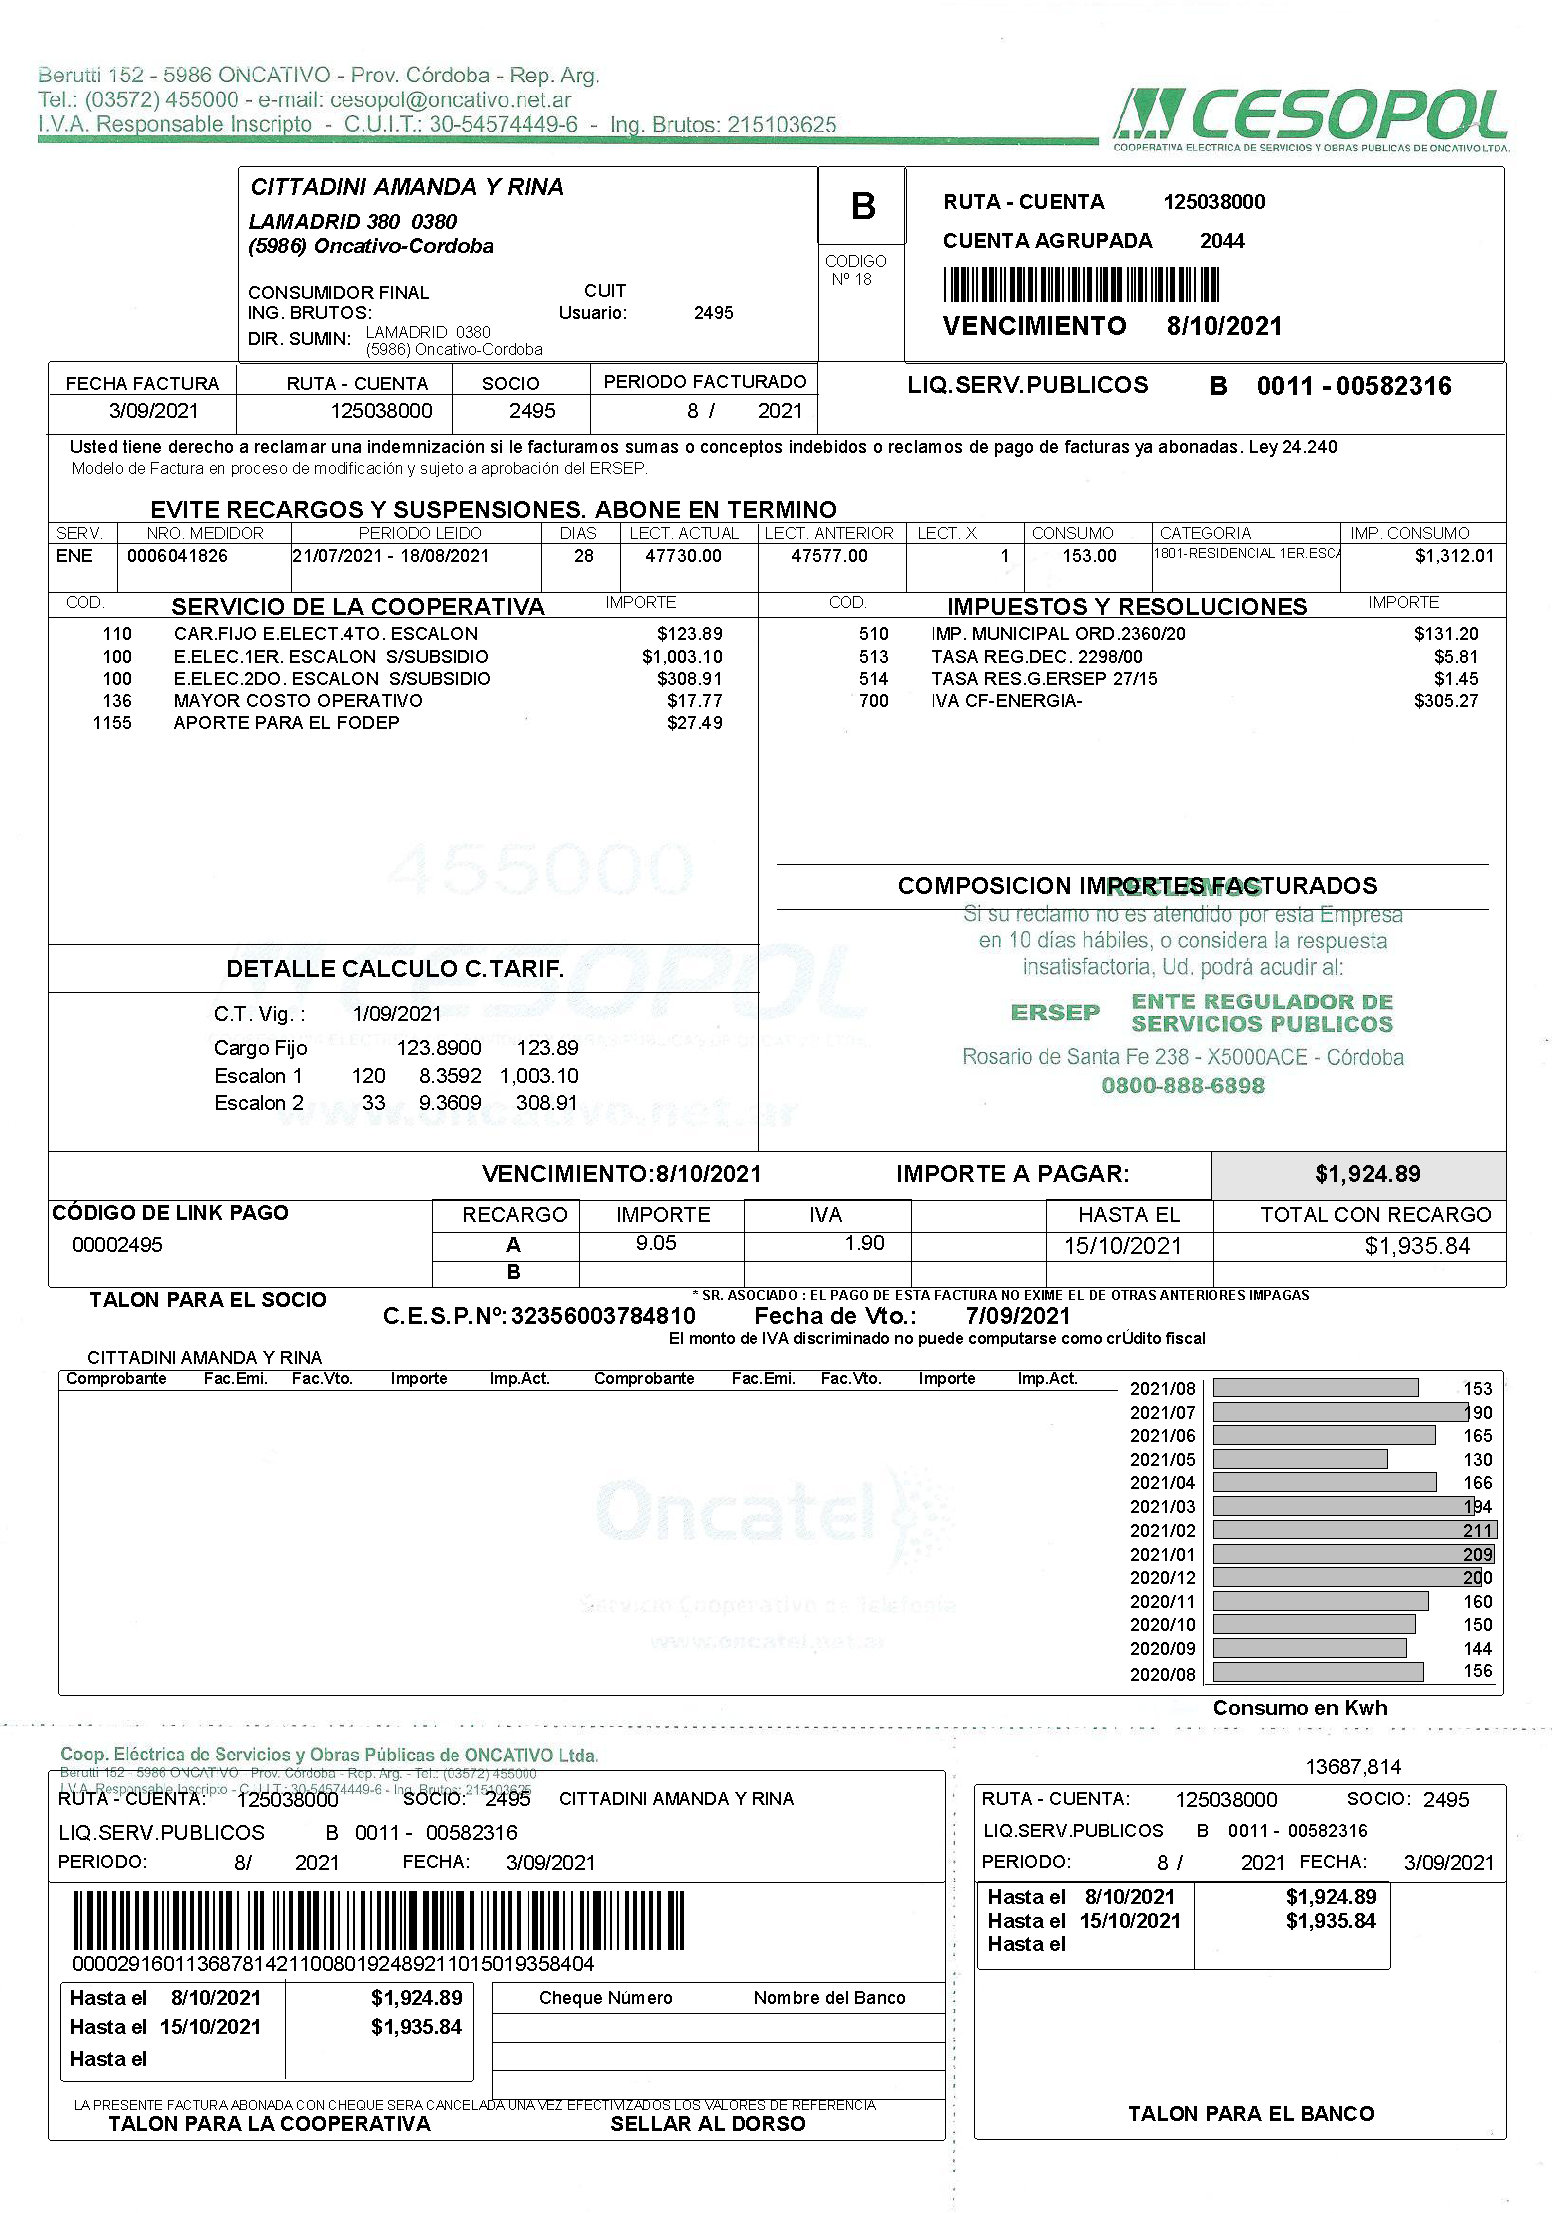 Berutti 152 - 5986 ONCATIVO - Prov. Córdoba - Rep. Arg.
Tel.: (03572) 455000 - e-mail: cesopol@oncativo.net.ar
I.V.A. Responsable Inscripto - C.U.I.T.: 30-54574449-6 - Ing. Brutos: 215103625
CESOPOL
COOPERATIVA ELECTRICA DE SERVICIOS Y OBRAS PUBLICAS DE ONCATIVO LTDA.
CITTADINI AMANDA Y RINA
LAMADRID 380 0380
(5986) Oncativo-Cordoba
CONSUMIDOR FINAL CUIT
ING. BRUTOS: Usuario: 2495
DIR. SUMIN: LAMADRID 0380
(5986) Oncativo-Cordoba
B
CODIGO
Nº 18
RUTA - CUENTA 125038000
CUENTA AGRUPADA 2044
VENCIMIENTO 8/10/2021
FECHA FACTURA RUTA - CUENTA SOCIO PERIODO FACTURADO
3/09/2021 125038000 2495 8 / 2021
LIQ.SERV.PUBLICOS B 0011 - 00582316
Usted tiene derecho a reclamar una indemnización si le facturamos sumas o conceptos indebidos o reclamos de pago de facturas ya abonadas. Ley 24.240
Modelo de Factura en proceso de modificación y sujeto a aprobación del ERSEP.
EVITE RECARGOS Y SUSPENSIONES. ABONE EN TERMINO
SERV. NRO. MEDIDOR PERIODO LEIDO DIAS LECT. ACTUAL LECT. ANTERIOR LECT. X CONSUMO CATEGORIA IMP. CONSUMO
ENE 0006041826 21/07/2021 - 18/08/2021 28 47730.00 47577.00 1 153.00 1801-RESIDENCIAL 1ER.ESCA $1,312.01
COD. SERVICIO DE LA COOPERATIVA IMPORTE
110 CAR.FIJO E.ELECT.4TO. ESCALON $123.89
100 E.ELEC.1ER. ESCALON S/SUBSIDIO $1,003.10
100 E.ELEC.2DO. ESCALON S/SUBSIDIO $308.91
136 MAYOR COSTO OPERATIVO $17.77
1155 APORTE PARA EL FODEP $27.49
COD. IMPUESTOS Y RESOLUCIONES IMPORTE
510 IMP. MUNICIPAL ORD.2360/20 $131.20
513 TASA REG.DEC. 2298/00 $5.81
514 TASA RES.G.ERSEP 27/15 $1.45
700 IVA CF-ENERGIA- $305.27
455000
CESOPOL
www.oncativo.net.ar
COMPOSICION IMPORTES FACTURADOS
RECLAMOS
Si su reclamo no es atendido por esta Empresa
en 10 días hábiles, o considera la respuesta
insatisfactoria, Ud. podrá acudir al:
ERSEP ENTE REGULADOR DE
SERVICIOS PUBLICOS
Rosario de Santa Fe 238 - X5000ACE - Córdoba
0800-888-6898
DETALLE CALCULO C.TARIF.
C.T. Vig. : 1/09/2021
Cargo Fijo 123.8900 123.89
Escalon 1 120 8.3592 1,003.10
Escalon 2 33 9.3609 308.91
VENCIMIENTO:8/10/2021 IMPORTE A PAGAR: $1,924.89
CÓDIGO DE LINK PAGO
00002495
RECARGO IMPORTE IVA HASTA EL TOTAL CON RECARGO
A 9.05 1.90 15/10/2021 $1,935.84
B
TALON PARA EL SOCIO
* SR. ASOCIADO : EL PAGO DE ESTA FACTURA NO EXIME EL DE OTRAS ANTERIORES IMPAGAS
C.E.S.P.Nº: 32356003784810 Fecha de Vto.: 7/09/2021
El monto de IVA discriminado no puede computarse como crÚdito fiscal
CITTADINI AMANDA Y RINA
Comprobante Fac.Emi. Fac.Vto. Importe Imp.Act. Comprobante Fac.Emi. Fac.Vto. Importe Imp.Act.
2021/08 153
2021/07 190
2021/06 165
2021/05 130
2021/04 166
2021/03 194
2021/02 211
2021/01 209
2020/12 200
2020/11 160
2020/10 150
2020/09 144
2020/08 156
Consumo en Kwh
Oncatel
Servicio Cooperativo de Telefonía
www.oncatel.net.ar
Coop. Eléctrica de Servicios y Obras Públicas de ONCATIVO Ltda.
Berutti 152 - 5986 ONCATIVO - Prov. Córdoba - Rep. Arg. - Tel.: (03572) 455000
I.V.A. Responsable Inscripto - C.U.I.T.: 30-54574449-6 - Ing. Brutos: 215103625
RUTA - CUENTA: 125038000 SOCIO: 2495 CITTADINI AMANDA Y RINA
LIQ.SERV.PUBLICOS B 0011 - 00582316
PERIODO: 8/ 2021 FECHA: 3/09/2021
0000291601136878142110080192489211015019358404
Hasta el 8/10/2021 $1,924.89
Hasta el 15/10/2021 $1,935.84
Hasta el
Cheque Número Nombre del Banco
LA PRESENTE FACTURA ABONADA CON CHEQUE SERA CANCELADA UNA VEZ EFECTIVIZADOS LOS VALORES DE REFERENCIA
TALON PARA LA COOPERATIVA SELLAR AL DORSO
13687,814
RUTA - CUENTA: 125038000 SOCIO: 2495
LIQ.SERV.PUBLICOS B 0011 - 00582316
PERIODO: 8 / 2021 FECHA: 3/09/2021
Hasta el 8/10/2021 $1,924.89
Hasta el 15/10/2021 $1,935.84
Hasta el
TALON PARA EL BANCO